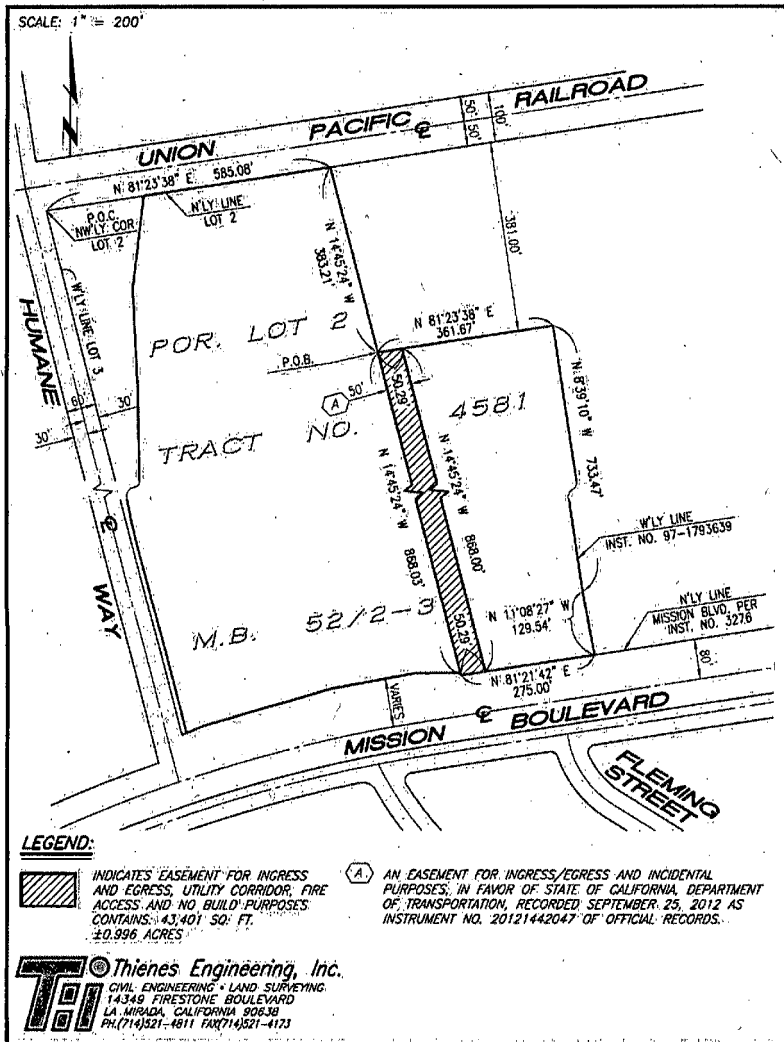 SCALE: 1" = 200'
UNION PACIFIC ℄ RAILROAD
50' 50'
100'
N 81°23'38" E 585.08'
P.O.C.
NW'LY COR
LOT 2
N'LY LINE
LOT 2
W'LY LINE LOT 3
N 14°45'24" W
383.21'
381.00'
HUMANE ℄ WAY
POR. LOT 2
N 81°23'38" E
361.67'
P.O.B.
50.29'
50'
A
4581
60'
30'
30'
TRACT NO.
N 8°39'10" W 733.47'
N 14°45'24" W 868.03'
N 14°45'24" W 868.00'
W'LY LINE
INST. NO. 97-1793639
M.B. 52/2-3
50.29'
N 11°08'27" W
129.54'
N'LY LINE
MISSION BLVD. PER
INST. NO. 3276
N 81°21'42" E
275.00'
80'
VARIES
℄
MISSION BOULEVARD
FLEMING
STREET
LEGEND:
INDICATES EASEMENT FOR INGRESS
AND EGRESS, UTILITY CORRIDOR, FIRE
ACCESS AND NO BUILD PURPOSES
CONTAINS: 43,401 SQ. FT.
±0.996 ACRES
A AN EASEMENT FOR INGRESS/EGRESS AND INCIDENTAL
PURPOSES, IN FAVOR OF STATE OF CALIFORNIA, DEPARTMENT
OF TRANSPORTATION, RECORDED SEPTEMBER 25, 2012 AS
INSTRUMENT NO. 20121442047 OF OFFICIAL RECORDS.
Thienes Engineering, Inc.
CIVIL ENGINEERING • LAND SURVEYING
14349 FIRESTONE BOULEVARD
LA MIRADA, CALIFORNIA 90638
PH.(714)521-4811 FAX(714)521-4173